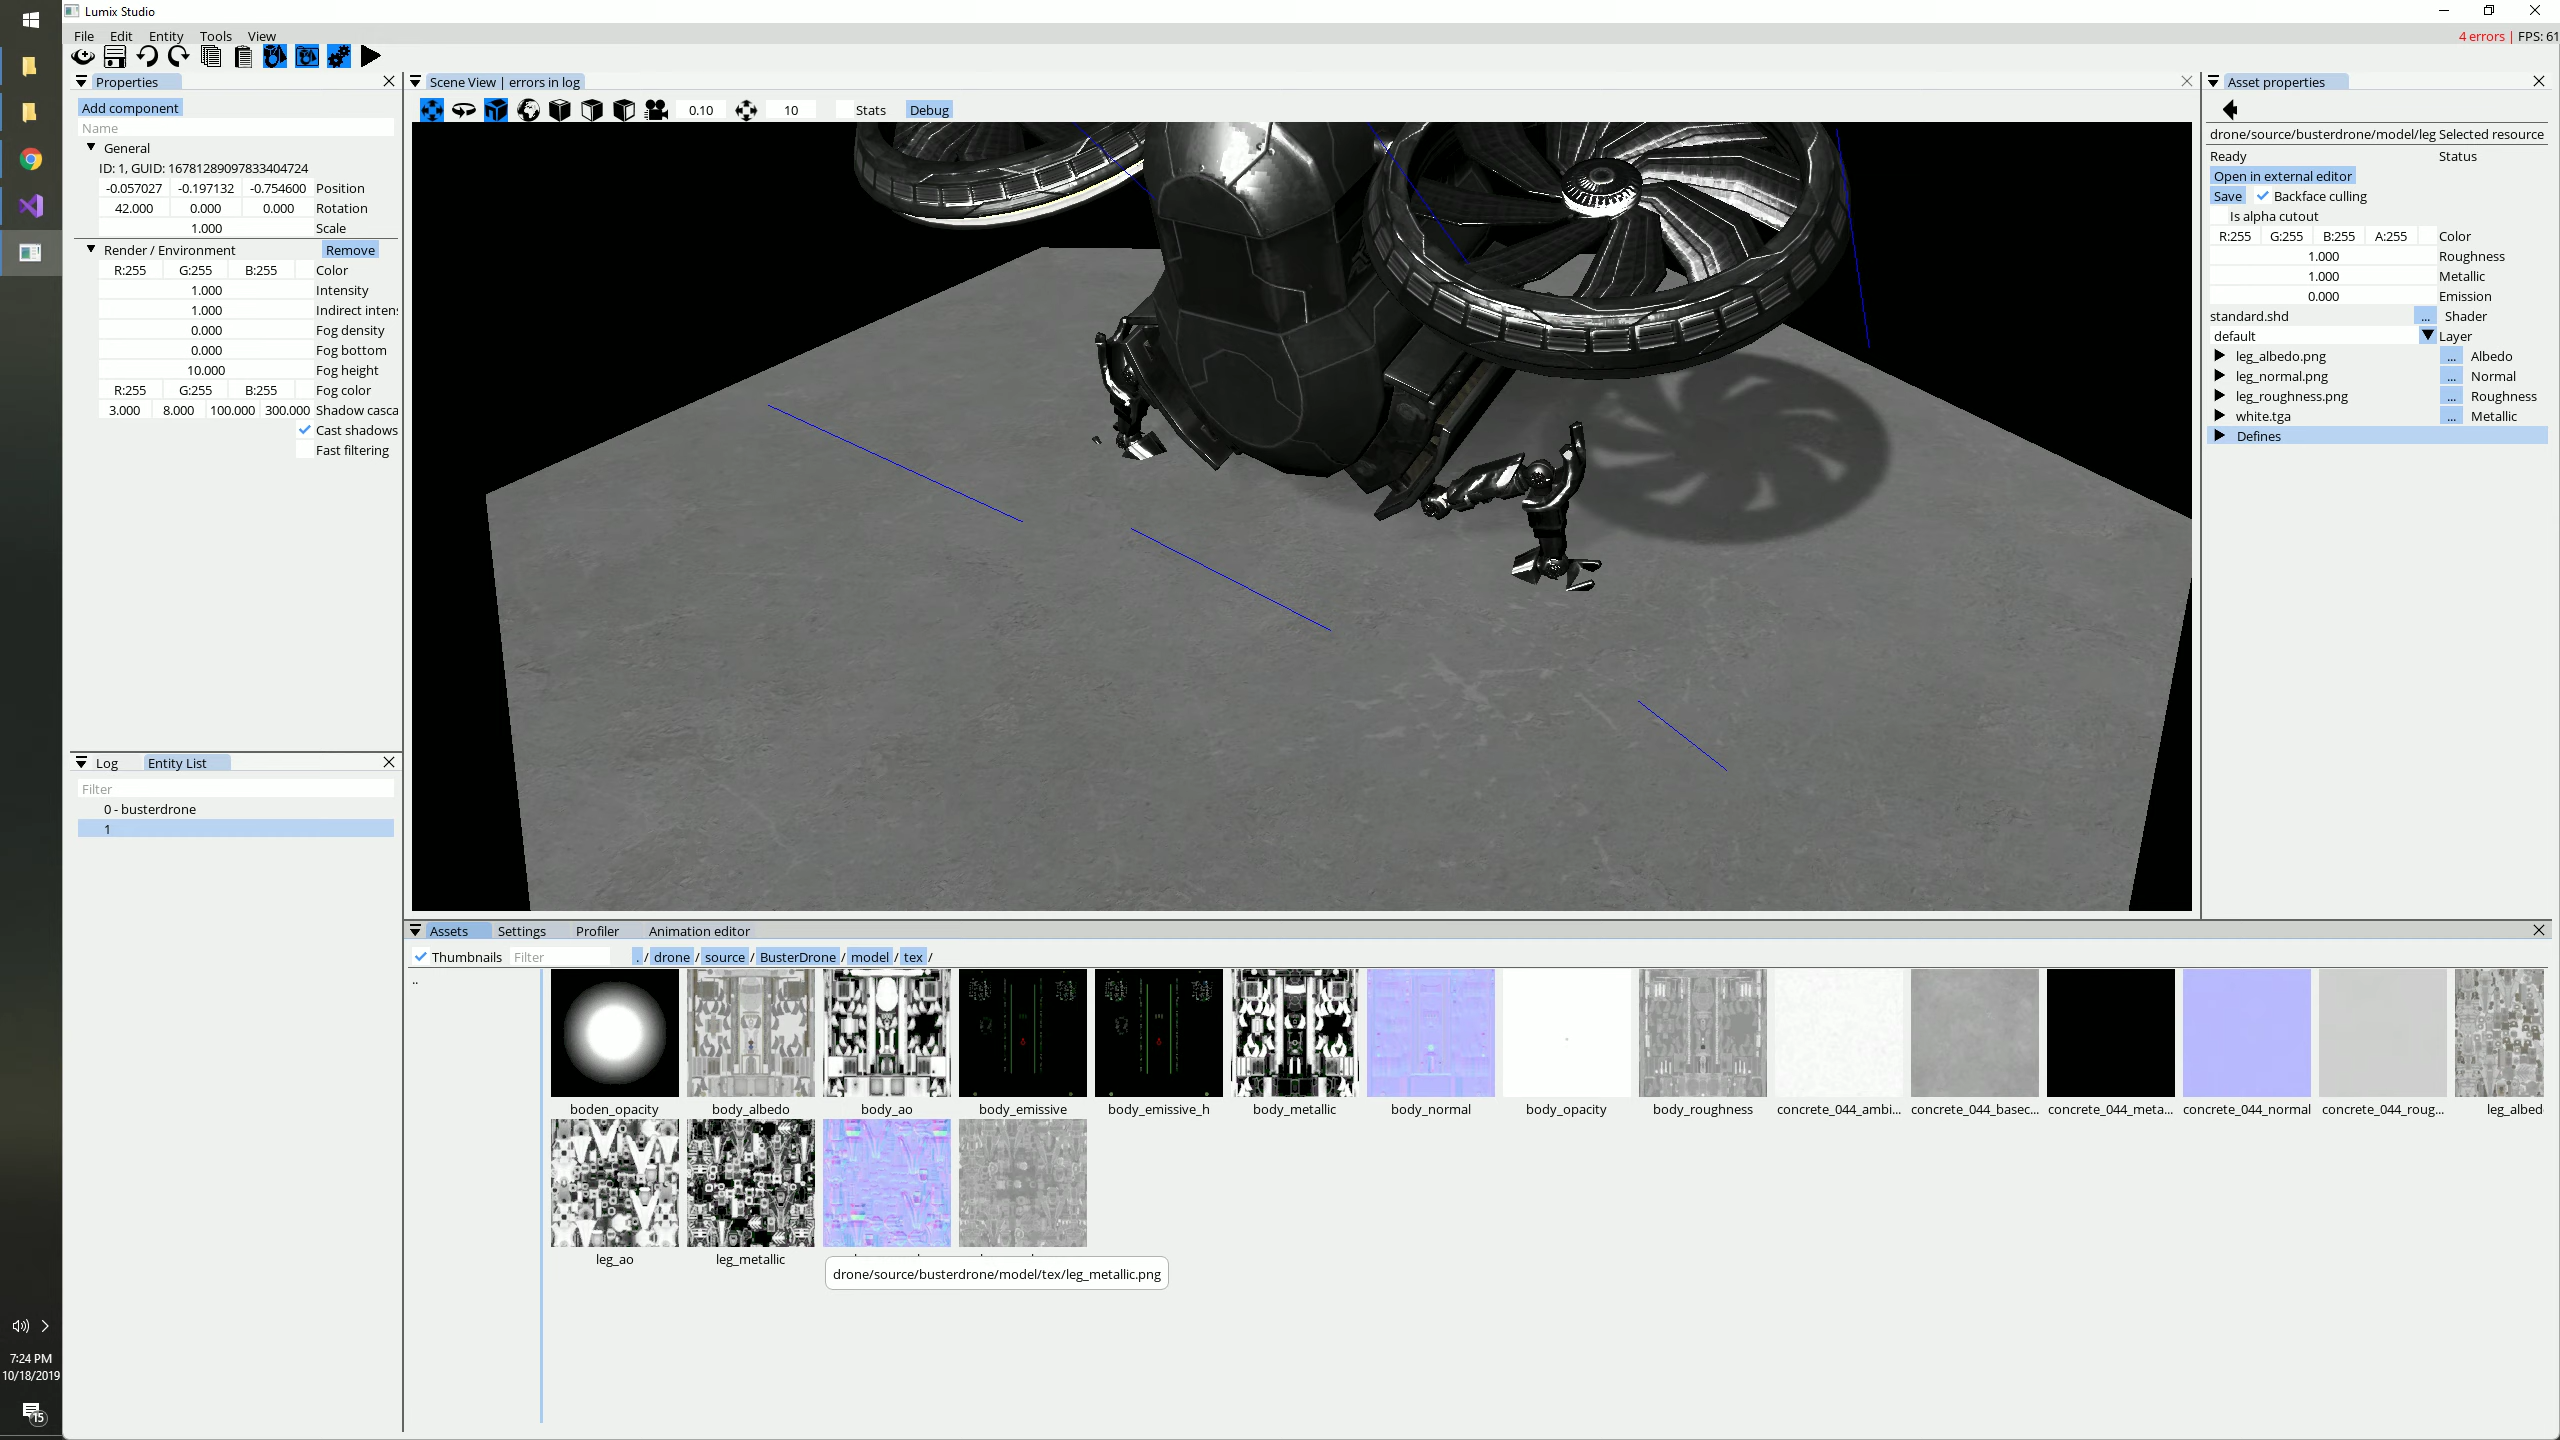 Lumix Studio
File Edit Entity Tools View
4 errors | FPS: 61
Properties
Add component
Name
General
ID: 1, GUID: 16781289097833404724
-0.057027 -0.197132 -0.754600 Position
42.000 0.000 0.000 Rotation
1.000 Scale
Render / Environment Remove
R:255 G:255 B:255 Color
1.000 Intensity
1.000 Indirect inten
0.000 Fog density
0.000 Fog bottom
10.000 Fog height
R:255 G:255 B:255 Fog color
3.000 8.000 100.000 300.000 Shadow casca
Cast shadows
Fast filtering
Log Entity List
Filter
0 - busterdrone
1
Scene View | errors in log
0.10 10 Stats Debug
Asset properties
drone/source/busterdrone/model/leg Selected resource
Ready Status
Open in external editor
Save Backface culling
Is alpha cutout
R:255 G:255 B:255 A:255 Color
1.000 Roughness
1.000 Metallic
0.000 Emission
standard.shd ... Shader
default Layer
leg_albedo.png ... Albedo
leg_normal.png ... Normal
leg_roughness.png ... Roughness
white.tga ... Metallic
Defines
Assets Settings Profiler Animation editor
Thumbnails Filter . / drone / source / BusterDrone / model / tex /
..
boden_opacity body_albedo body_ao body_emissive body_emissive_h body_metallic body_normal body_opacity body_roughness concrete_044_ambi... concrete_044_basec... concrete_044_meta... concrete_044_normal concrete_044_roug... leg_albed
leg_ao leg_metallic
drone/source/busterdrone/model/tex/leg_metallic.png
7:24 PM
10/18/2019
15